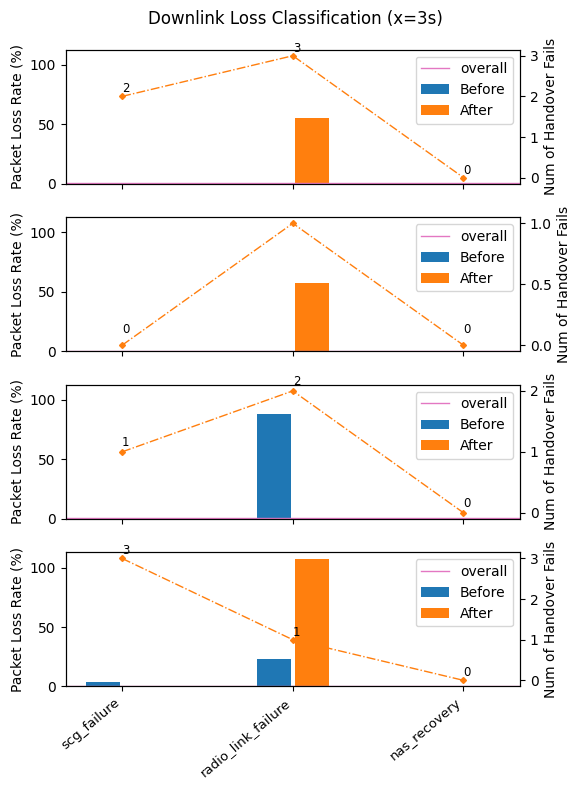 Downlink Loss Classification (x=3s)
Packet Loss Rate (%)
100
50
0
2
3
0
overall
Before
After
3
2
1
0
Num of Handover Fails
Packet Loss Rate (%)
100
50
0
0
0
overall
Before
After
1.0
0.5
0.0
Num of Handover Fails
Packet Loss Rate (%)
100
50
0
1
2
0
overall
Before
After
2
1
0
Num of Handover Fails
Packet Loss Rate (%)
100
50
0
3
1
0
overall
Before
After
3
2
1
0
Num of Handover Fails
scg_failure
radio_link_failure
nas_recovery